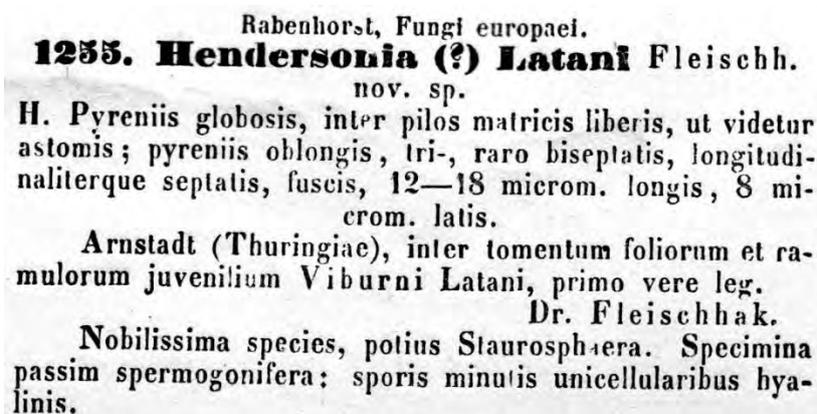 Rabenhorst, Fungi europaei.
1255. Hendersonia (?) Latani Fleischh.
nov. sp.
H. Pyreniis globosis, inter pilos matricis liberis, ut videtur
astomis; pyreniis oblongis, tri-, raro biseptatis, longitudi-
naliterque septatis, fuscis, 12—18 microm. longis, 8 mi-
crom. latis.
Arnstadt (Thuringiae), inter tomentum foliorum et ra-
mulorum juvenilium Viburni Latani, primo vere leg.
Dr. Fleischhak.
Nobilissima species, potius Staurosphaera. Specimina
passim spermogonifera: sporis minutis unicellularibus hya-
linis.